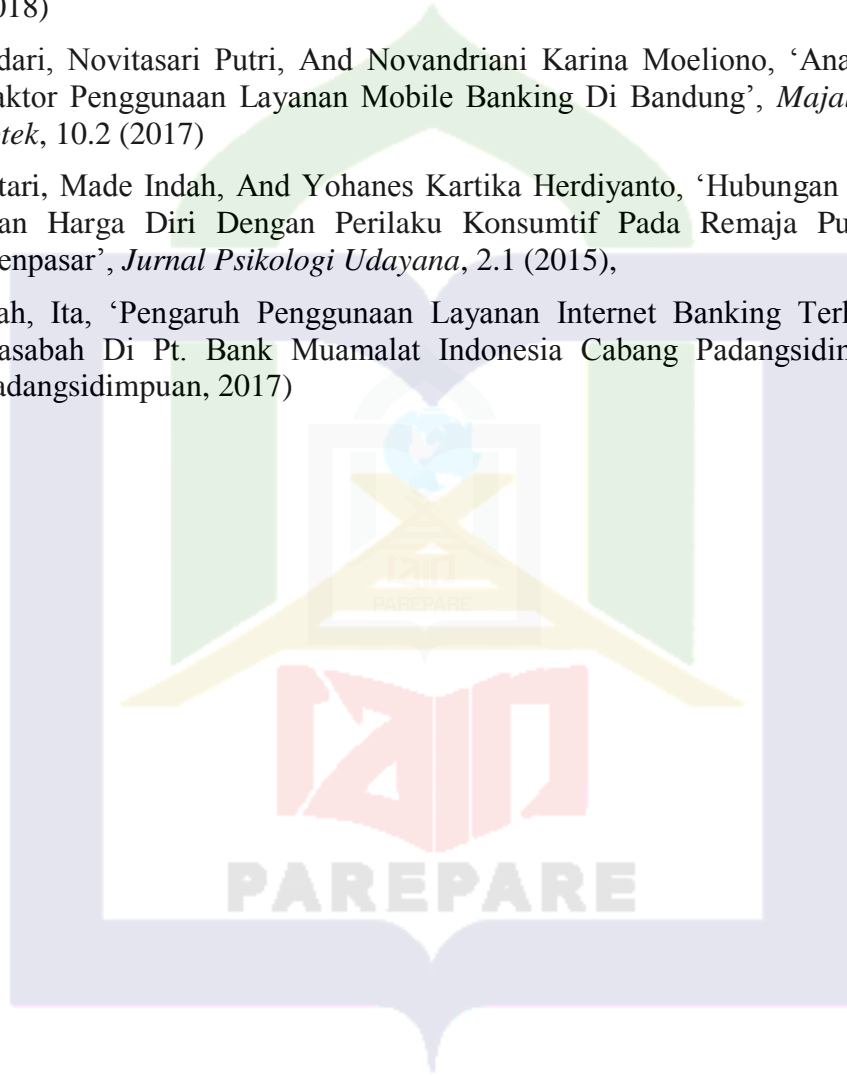 018)
dari, Novitasari Putri, And Novandriani Karina Moeliono, ‘Ana
aktor Penggunaan Layanan Mobile Banking Di Bandung’, Maja
tek, 10.2 (2017)
tari, Made Indah, And Yohanes Kartika Herdiyanto, ‘Hubungan
an Harga Diri Dengan Perilaku Konsumtif Pada Remaja Pu
enpasar’, Jurnal Psikologi Udayana, 2.1 (2015),
ah, Ita, ‘Pengaruh Penggunaan Layanan Internet Banking Ter
asabah Di Pt. Bank Muamalat Indonesia Cabang Padangsidim
adangsidimpuan, 2017)
IAIN
PAREPARE
IAIN
PAREPARE